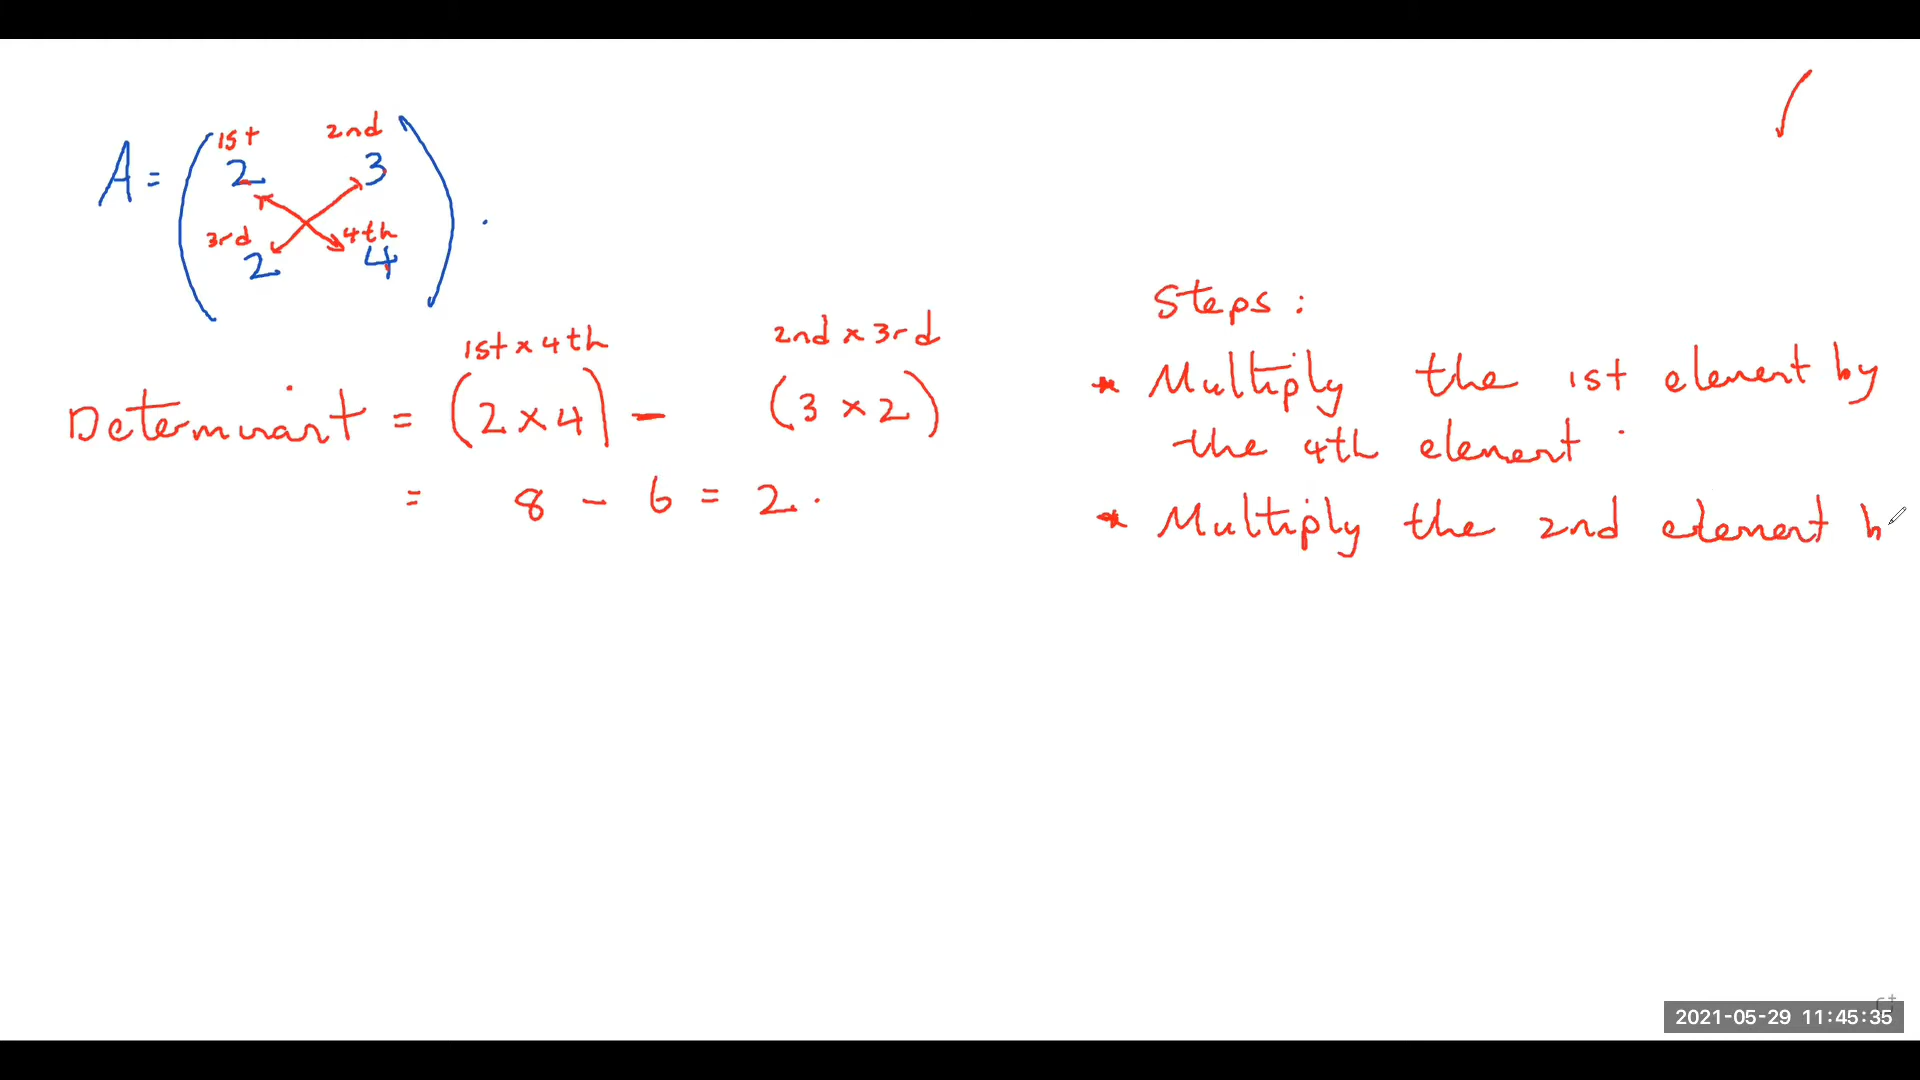 1st 2nd
A = ( 2 3
3rd 4th
2 4 ) .
1st x 4th 2nd x 3rd
Determinant = (2 x 4) - (3 x 2)
= 8 - 6 = 2.
Steps :
* Multiply the 1st element by
the 4th element .
* Multiply the 2nd element
2021-05-29 11:45:35